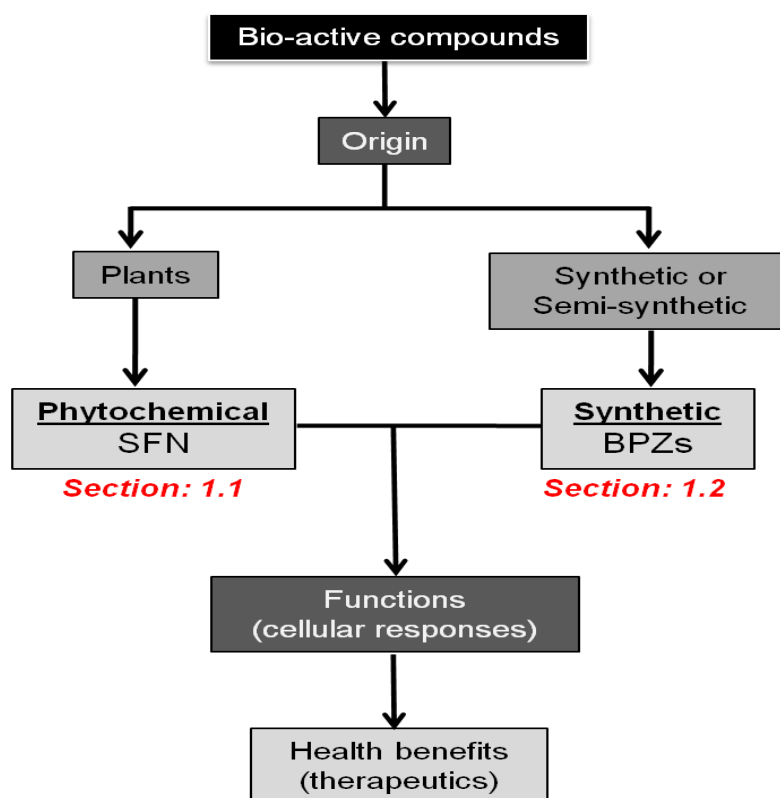 Bio-active compounds
Origin
Plants
Synthetic or
Semi-synthetic
Phytochemical
SFN
Synthetic
BPZs
Section: 1.1
Section: 1.2
Functions
(cellular responses)
Health benefits
(therapeutics)